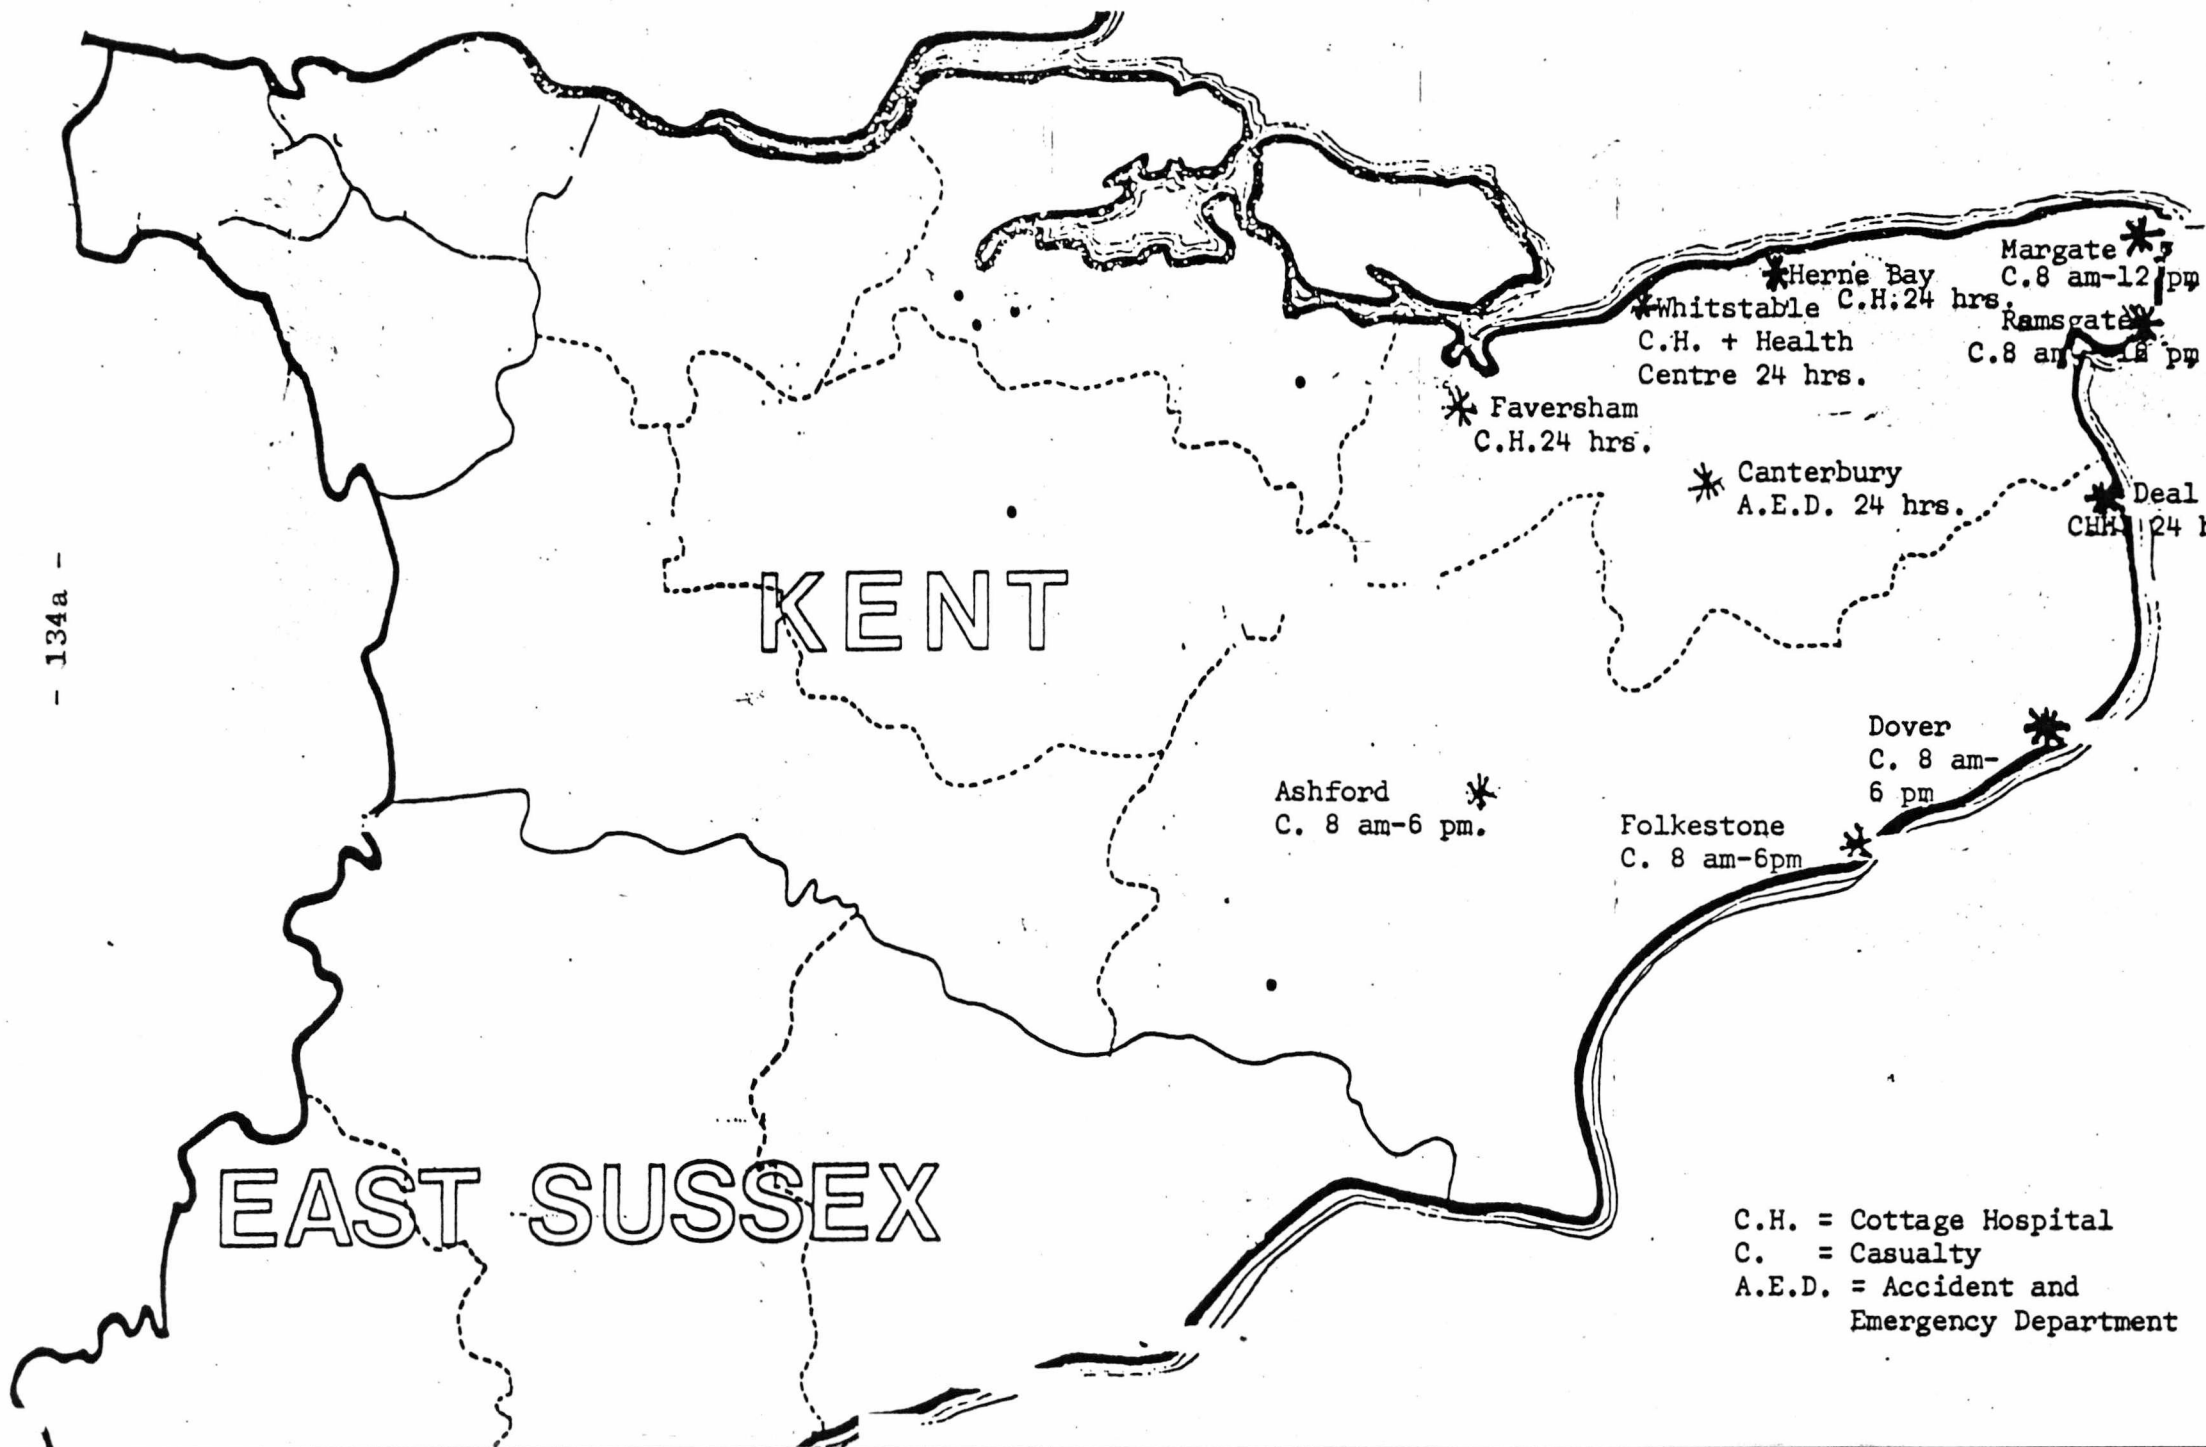 - 134a -
Margate
C.8 am-12 pm
Herne Bay
C.H.24 hrs.
Whitstable
C.H. + Health
Centre 24 hrs.
Ramsgate
C.8 pm
Faversham
C.H.24 hrs.
Canterbury
A.E.D. 24 hrs.
Deal
24
KENT
Dover
C. 8 am-
6 pm
Ashford
C. 8 am-6 pm.
Folkestone
C. 8 am-6pm
EAST SUSSEX
C.H. = Cottage Hospital
C. = Casualty
A.E.D. = Accident and
Emergency Department